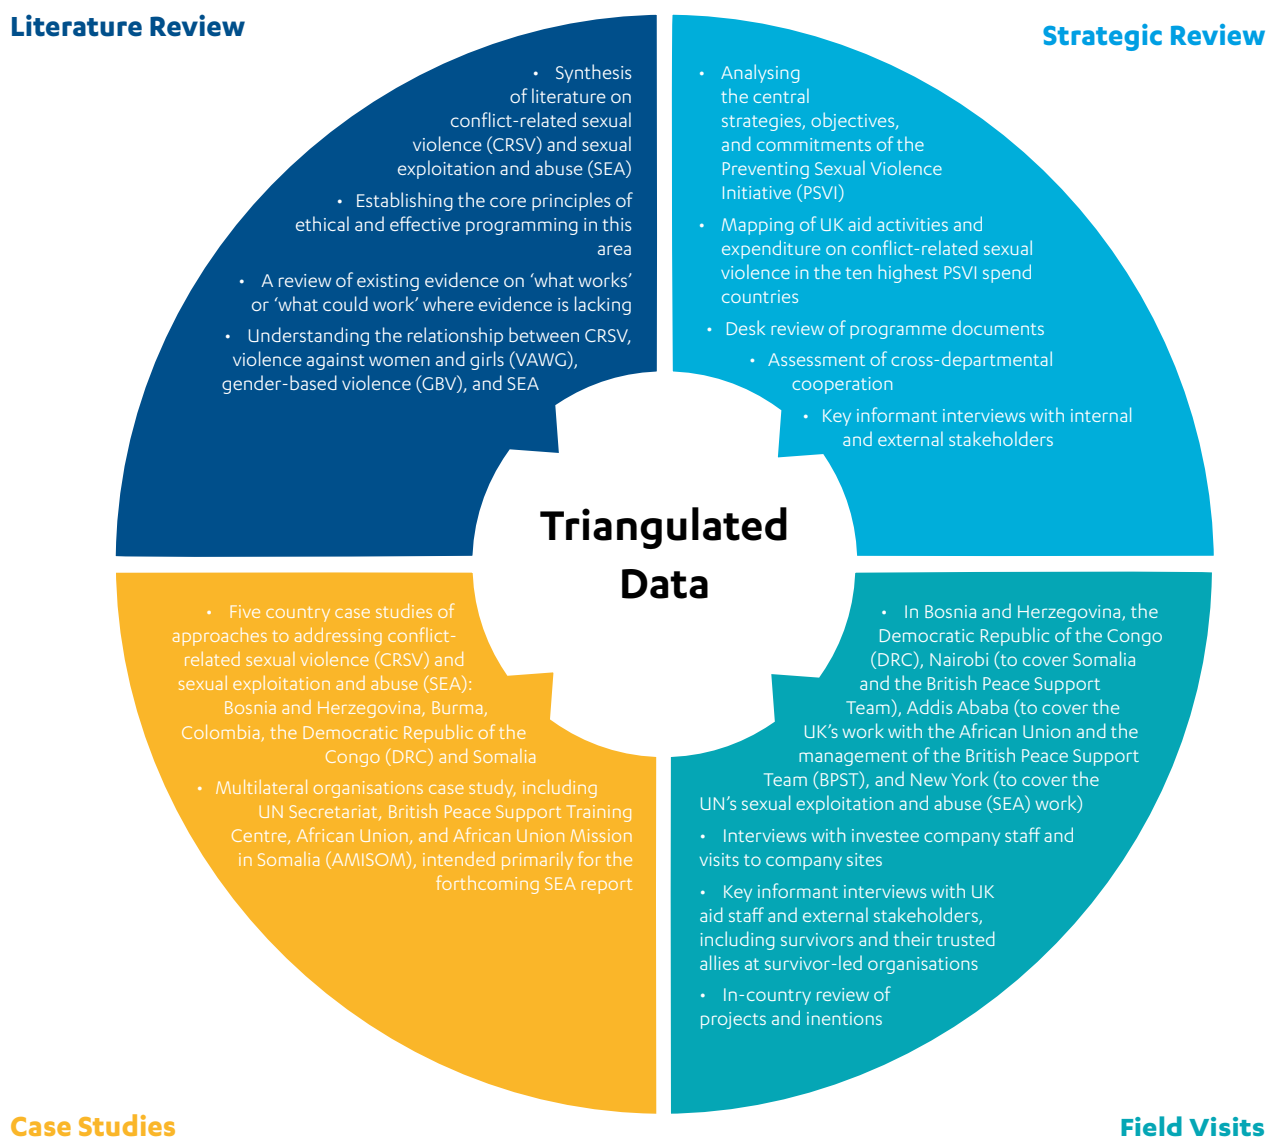 Literature Review
• Synthesis
of literature on
conflict-related sexual
violence (CRSV) and sexual
exploitation and abuse (SEA)
• Establishing the core principles of
ethical and effective programming in this
area
• A review of existing evidence on ‘what works’
or ‘what could work’ where evidence is lacking
• Understanding the relationship between CRSV,
violence against women and girls (VAWG),
gender-based violence (GBV), and SEA
Strategic Review
• Analysing
the central
strategies, objectives,
and commitments of the
Preventing Sexual Violence
Initiative (PSVI)
• Mapping of UK aid activities and
expenditure on conflict-related sexual
violence in the ten highest PSVI spend
countries
• Desk review of programme documents
• Assessment of cross-departmental
cooperation
• Key informant interviews with internal
and external stakeholders
Triangulated
Data
• Five country case studies of
approaches to addressing conflict-
related sexual violence (CRSV) and
sexual exploitation and abuse (SEA):
Bosnia and Herzegovina, Burma,
Colombia, the Democratic Republic of the
Congo (DRC) and Somalia
• Multilateral organisations case study, including
UN Secretariat, British Peace Support Training
Centre, African Union, and African Union Mission
in Somalia (AMISOM), intended primarily for the
forthcoming SEA report
Case Studies
• In Bosnia and Herzegovina, the
Democratic Republic of the Congo
(DRC), Nairobi (to cover Somalia
and the British Peace Support
Team), Addis Ababa (to cover the
UK’s work with the African Union and the
management of the British Peace Support
Team (BPST), and New York (to cover the
UN’s sexual exploitation and abuse (SEA) work)
• Interviews with investee company staff and
visits to company sites
• Key informant interviews with UK
aid staff and external stakeholders,
including survivors and their trusted
allies at survivor-led organisations
• In-country review of
projects and inentions
Field Visits